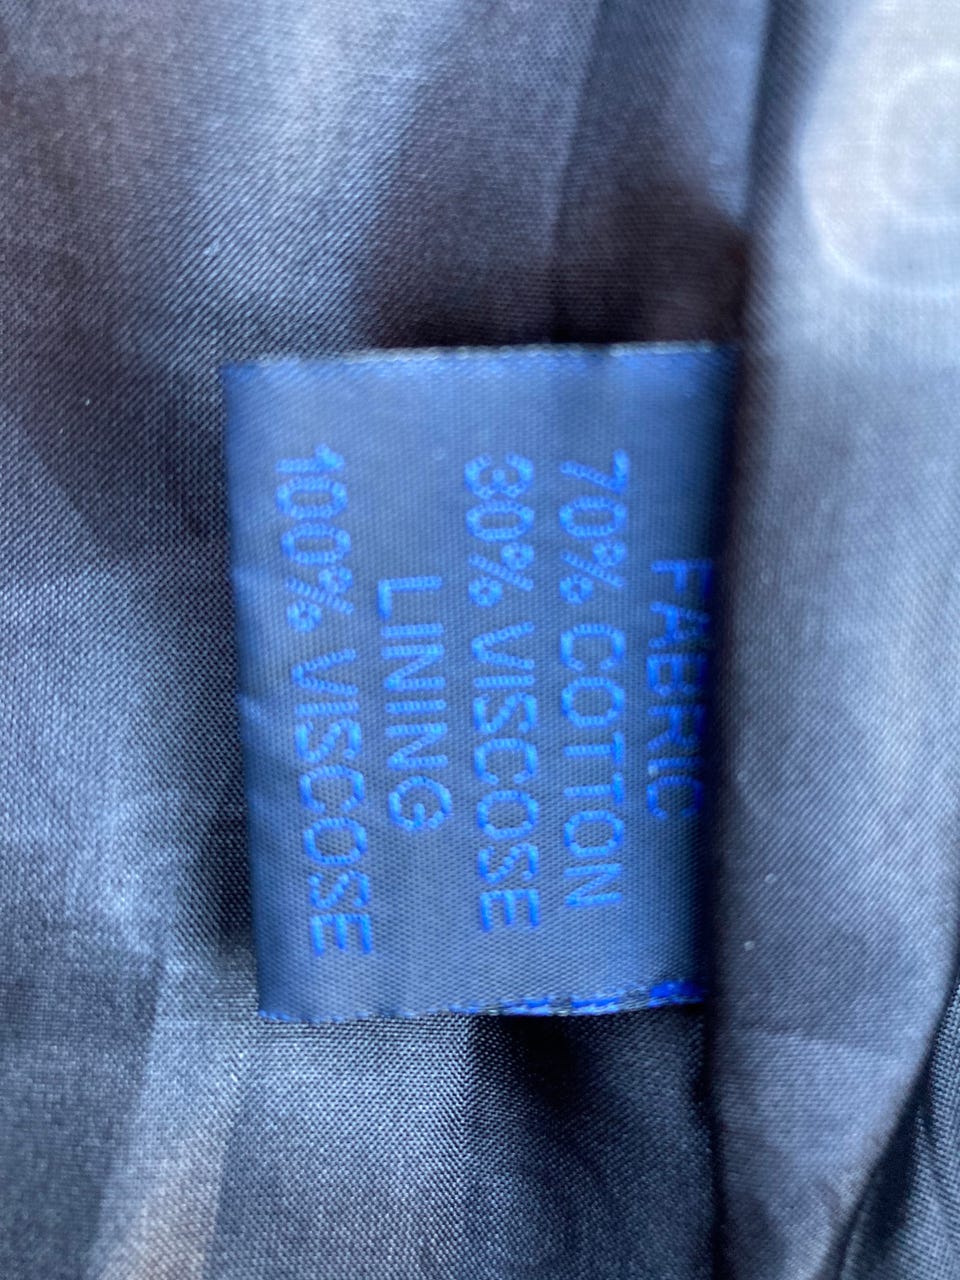 FABRIC
70% COTTON
30% VISCOSE
LINING
100% VISCOSE